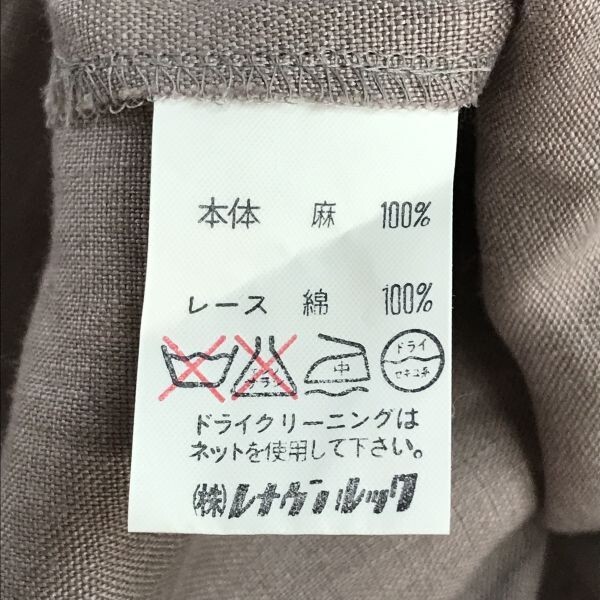 本体 麻 100%
レース 綿 100%
エンソ サラシ 中 ドライ セキユ系
ドライクリーニングは
ネットを使用して下さい。
㈱レナウンルック